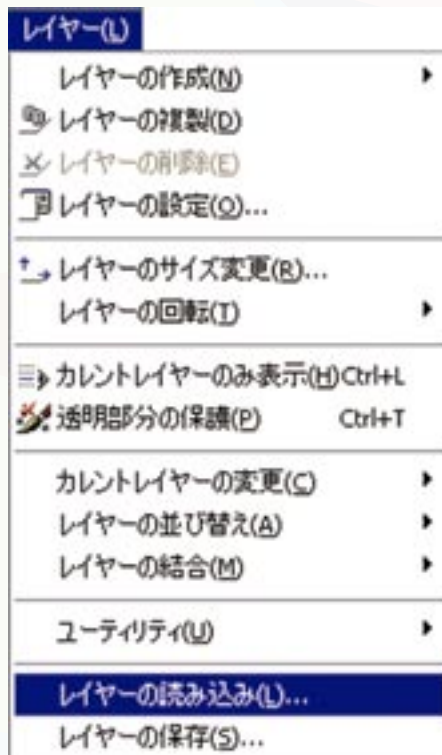 レイヤー(L)
レイヤーの作成(N)
レイヤーの複製(D)
レイヤーの削除(E)
レイヤーの設定(O)...
レイヤーのサイズ変更(R)...
レイヤーの回転(T)
カレントレイヤーのみ表示(H)Ctrl+L
透明部分の保護(P) Ctrl+T
カレントレイヤーの変更(C)
レイヤーの並び替え(A)
レイヤーの結合(M)
ユーティリティ(U)
レイヤーの読み込み(L)...
レイヤーの保存(S)...